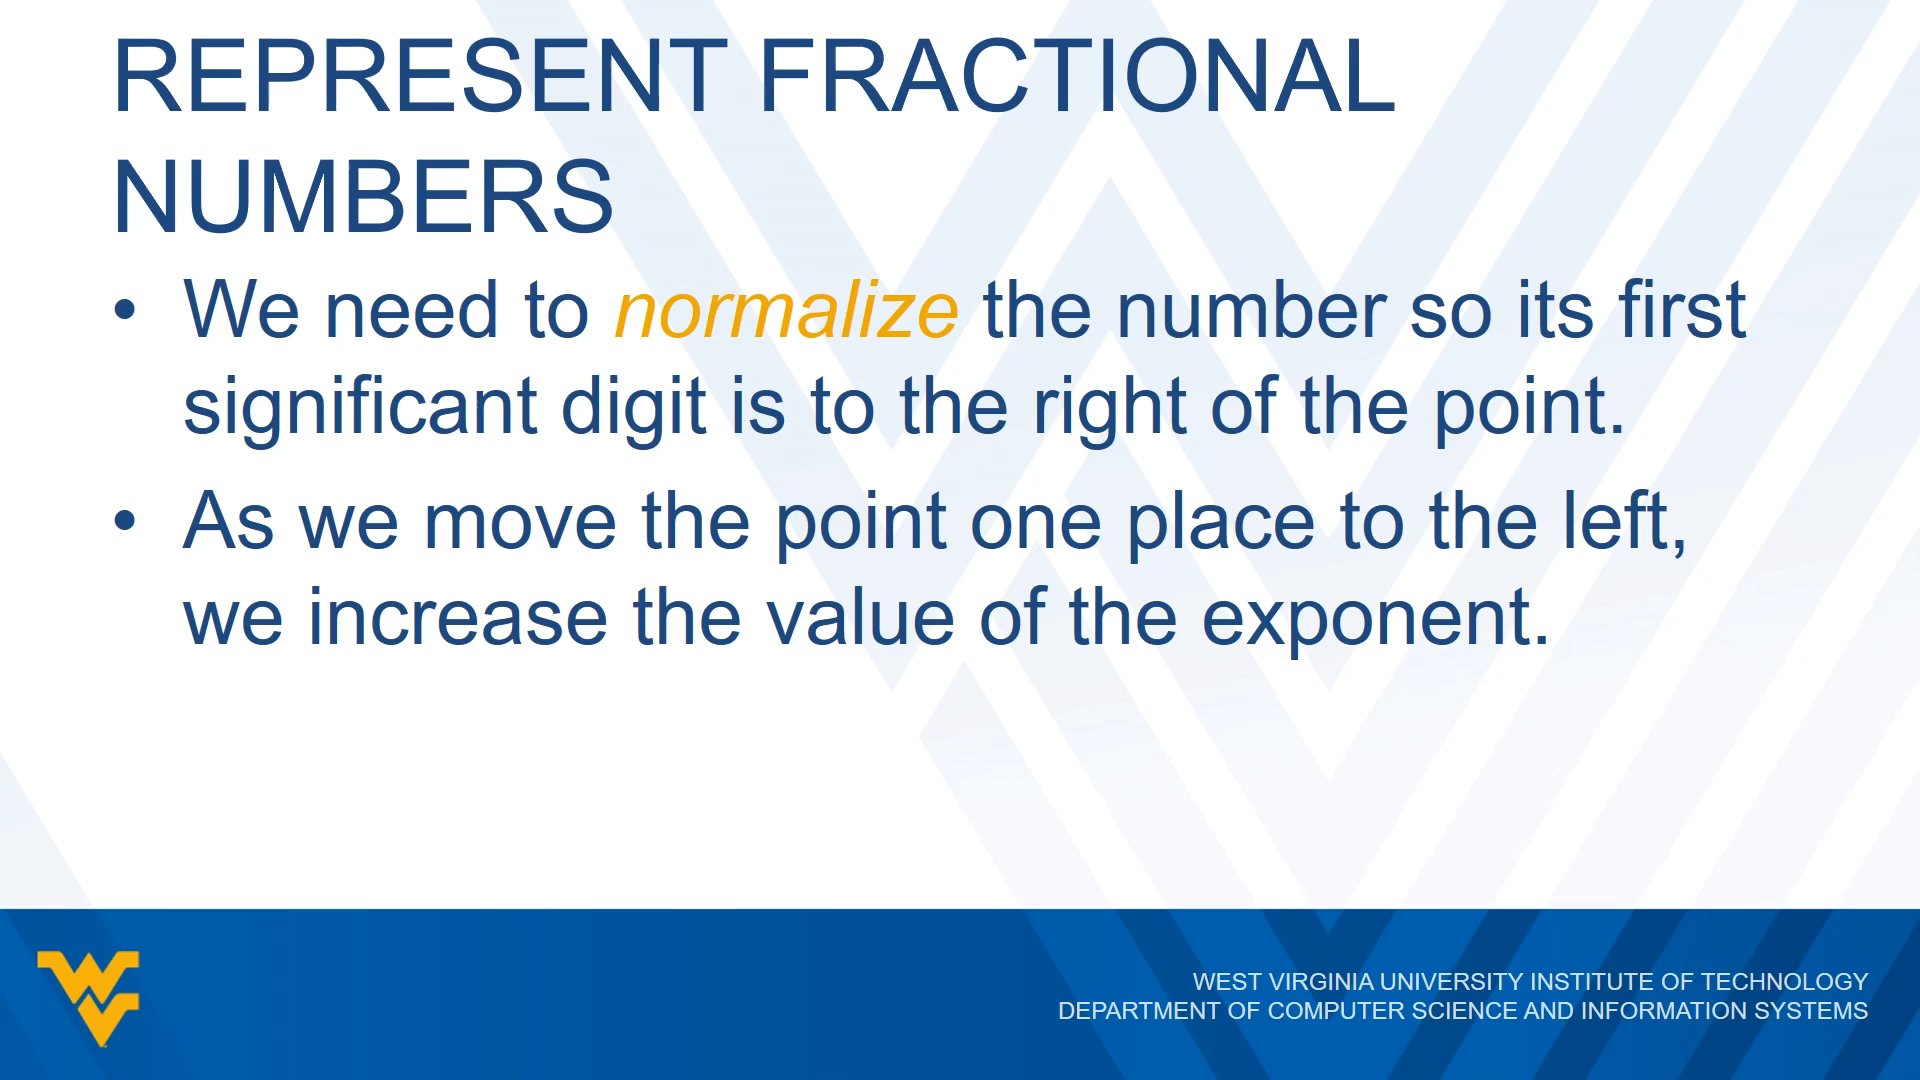 REPRESENT FRACTIONAL
NUMBERS
• We need to normalize the number so its first
significant digit is to the right of the point.
• As we move the point one place to the left,
we increase the value of the exponent.
WEST VIRGINIA UNIVERSITY INSTITUTE OF TECHNOLOGY
DEPARTMENT OF COMPUTER SCIENCE AND INFORMATION SYSTEMS